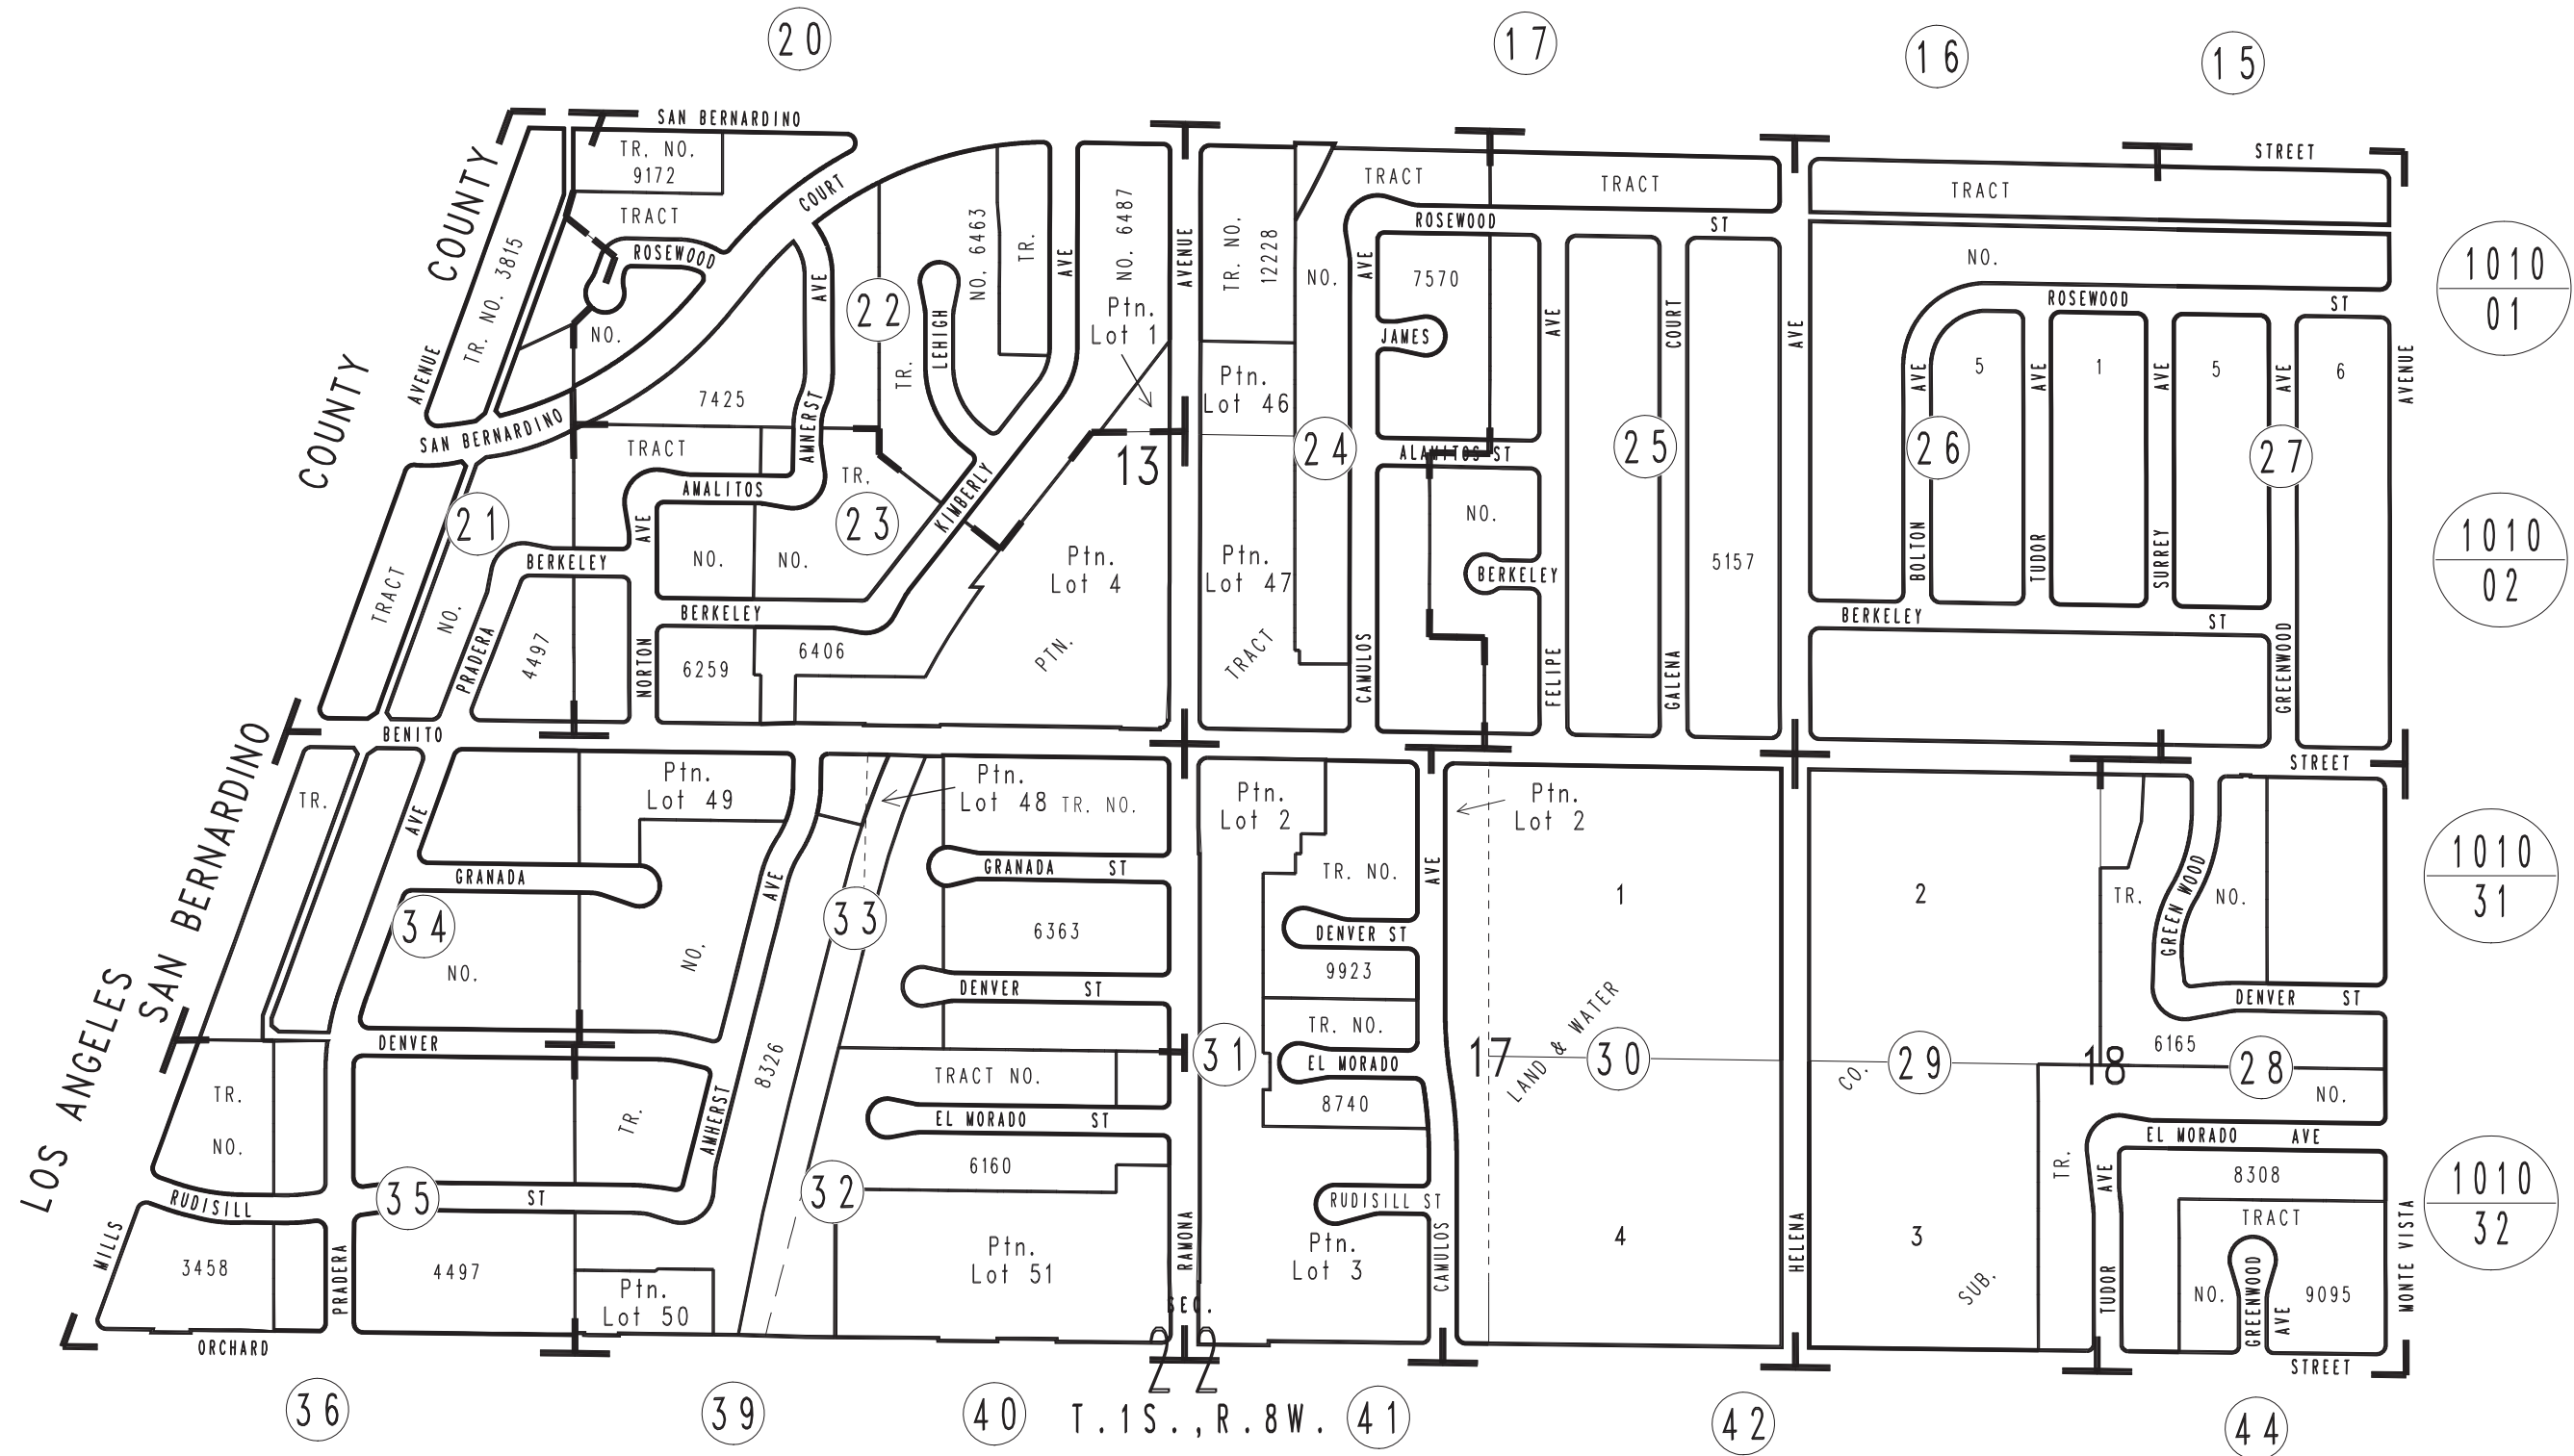 20
17
16
15
SAN BERNARDINO
STREET
COUNTY
TR. NO.
9172
TRACT
COURT
ROSEWOOD
TR. NO. 3815
NO.
AVENUE
SAN BERNARDINO
7425
AVE
AMNERST
22
TR.
LEHIGH
NO. 6463
TR.
AVE
NO. 6487
Ptn.
Lot 1
AVENUE
TR. NO.
12228
NO.
TRACT
TRACT
TRACT
ROSEWOOD
ST
AVE
7570
JAMES
AVE
COURT
AVE
NO.
ROSEWOOD
ST
1010
01
COUNTY
TRACT
AMALITOS
TR.
23
KIMBERLY
13
Ptn.
Lot 46
24
ALAMITOS ST
25
AVE
5
AVE
1
AVE
5
AVE
6
AVENUE
26
27
21
TRACT
NO.
PRADERA
BERKELEY
AVE
NO.
NO.
BERKELEY
NORTON
4497
6259
6406
Ptn.
Lot 4
PTN.
Ptn.
Lot 47
TRACT
CAMULOS
NO.
BERKELEY
FELIPE
GALENA
5157
BOLTON
TUDOR
SURREY
BERKELEY
ST
GREENWOOD
1010
02
BENITO
STREET
SAN BERNARDINO
LOS ANGELES
TR.
AVE
Ptn.
Lot 49
Ptn.
Lot 48
TR. NO.
Ptn.
Lot 2
Ptn.
Lot 2
GRANADA
GRANADA
ST
TR. NO.
AVE
1
2
TR.
GREEN WOOD
NO.
1010
31
34
NO.
NO.
AVE
33
6363
DENVER ST
9923
DENVER
ST
DENVER
ST
DENVER
TR. NO.
31
EL MORADO
17
LAND & WATER
30
CO.
29
18
6165
28
NO.
TR.
NO.
TR.
AMHERST
8326
TRACT NO.
EL MORADO
ST
6160
8740
EL MORADO
AVE
TR.
AVE
8308
1010
32
RUDISILL
35
ST
32
RUDISILL ST
TRACT
MILLS
3458
PRADERA
4497
Ptn.
Lot 50
Ptn.
Lot 51
RAMONA
Ptn.
Lot 3
CAMULOS
4
HELENA
3
SUB.
TUDOR
NO.
GREENWOOD
AVE
9095
MONTE VISTA
SEC.
22
ORCHARD
STREET
36
39
40
T.1S.,R.8W.
41
42
44